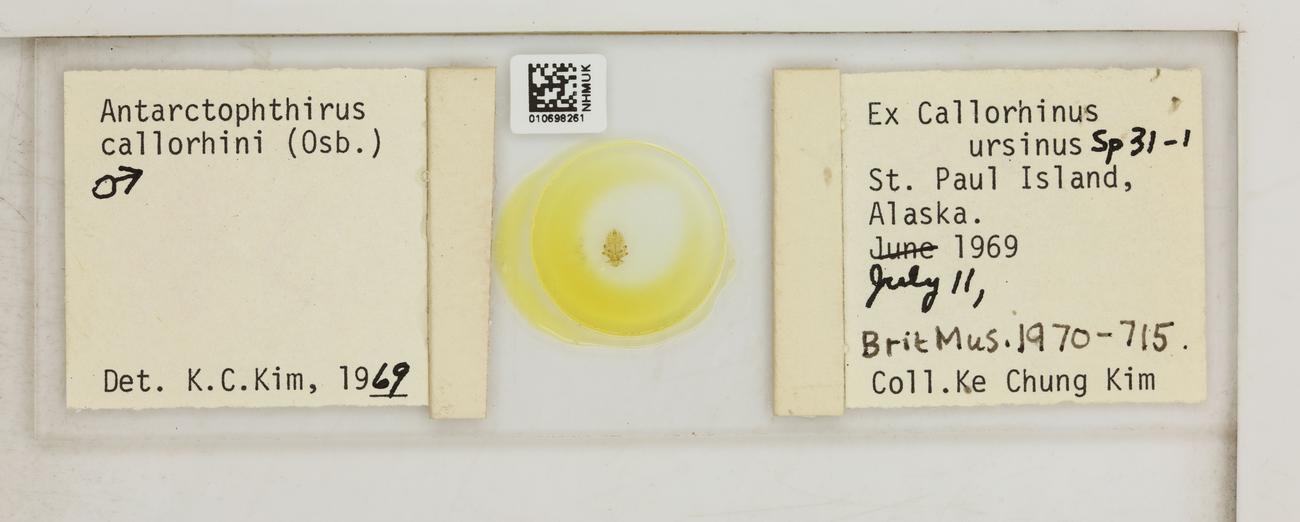 Antarctophthirus
callorhini (Osb.)
♂
Det. K.C.Kim, 1969
NHMUK
010698261
Ex Callorhinus
ursinus Sp 31-1
St. Paul Island,
Alaska.
June 1969
July 11,
Brit Mus. 1970-715.
Coll.Ke Chung Kim